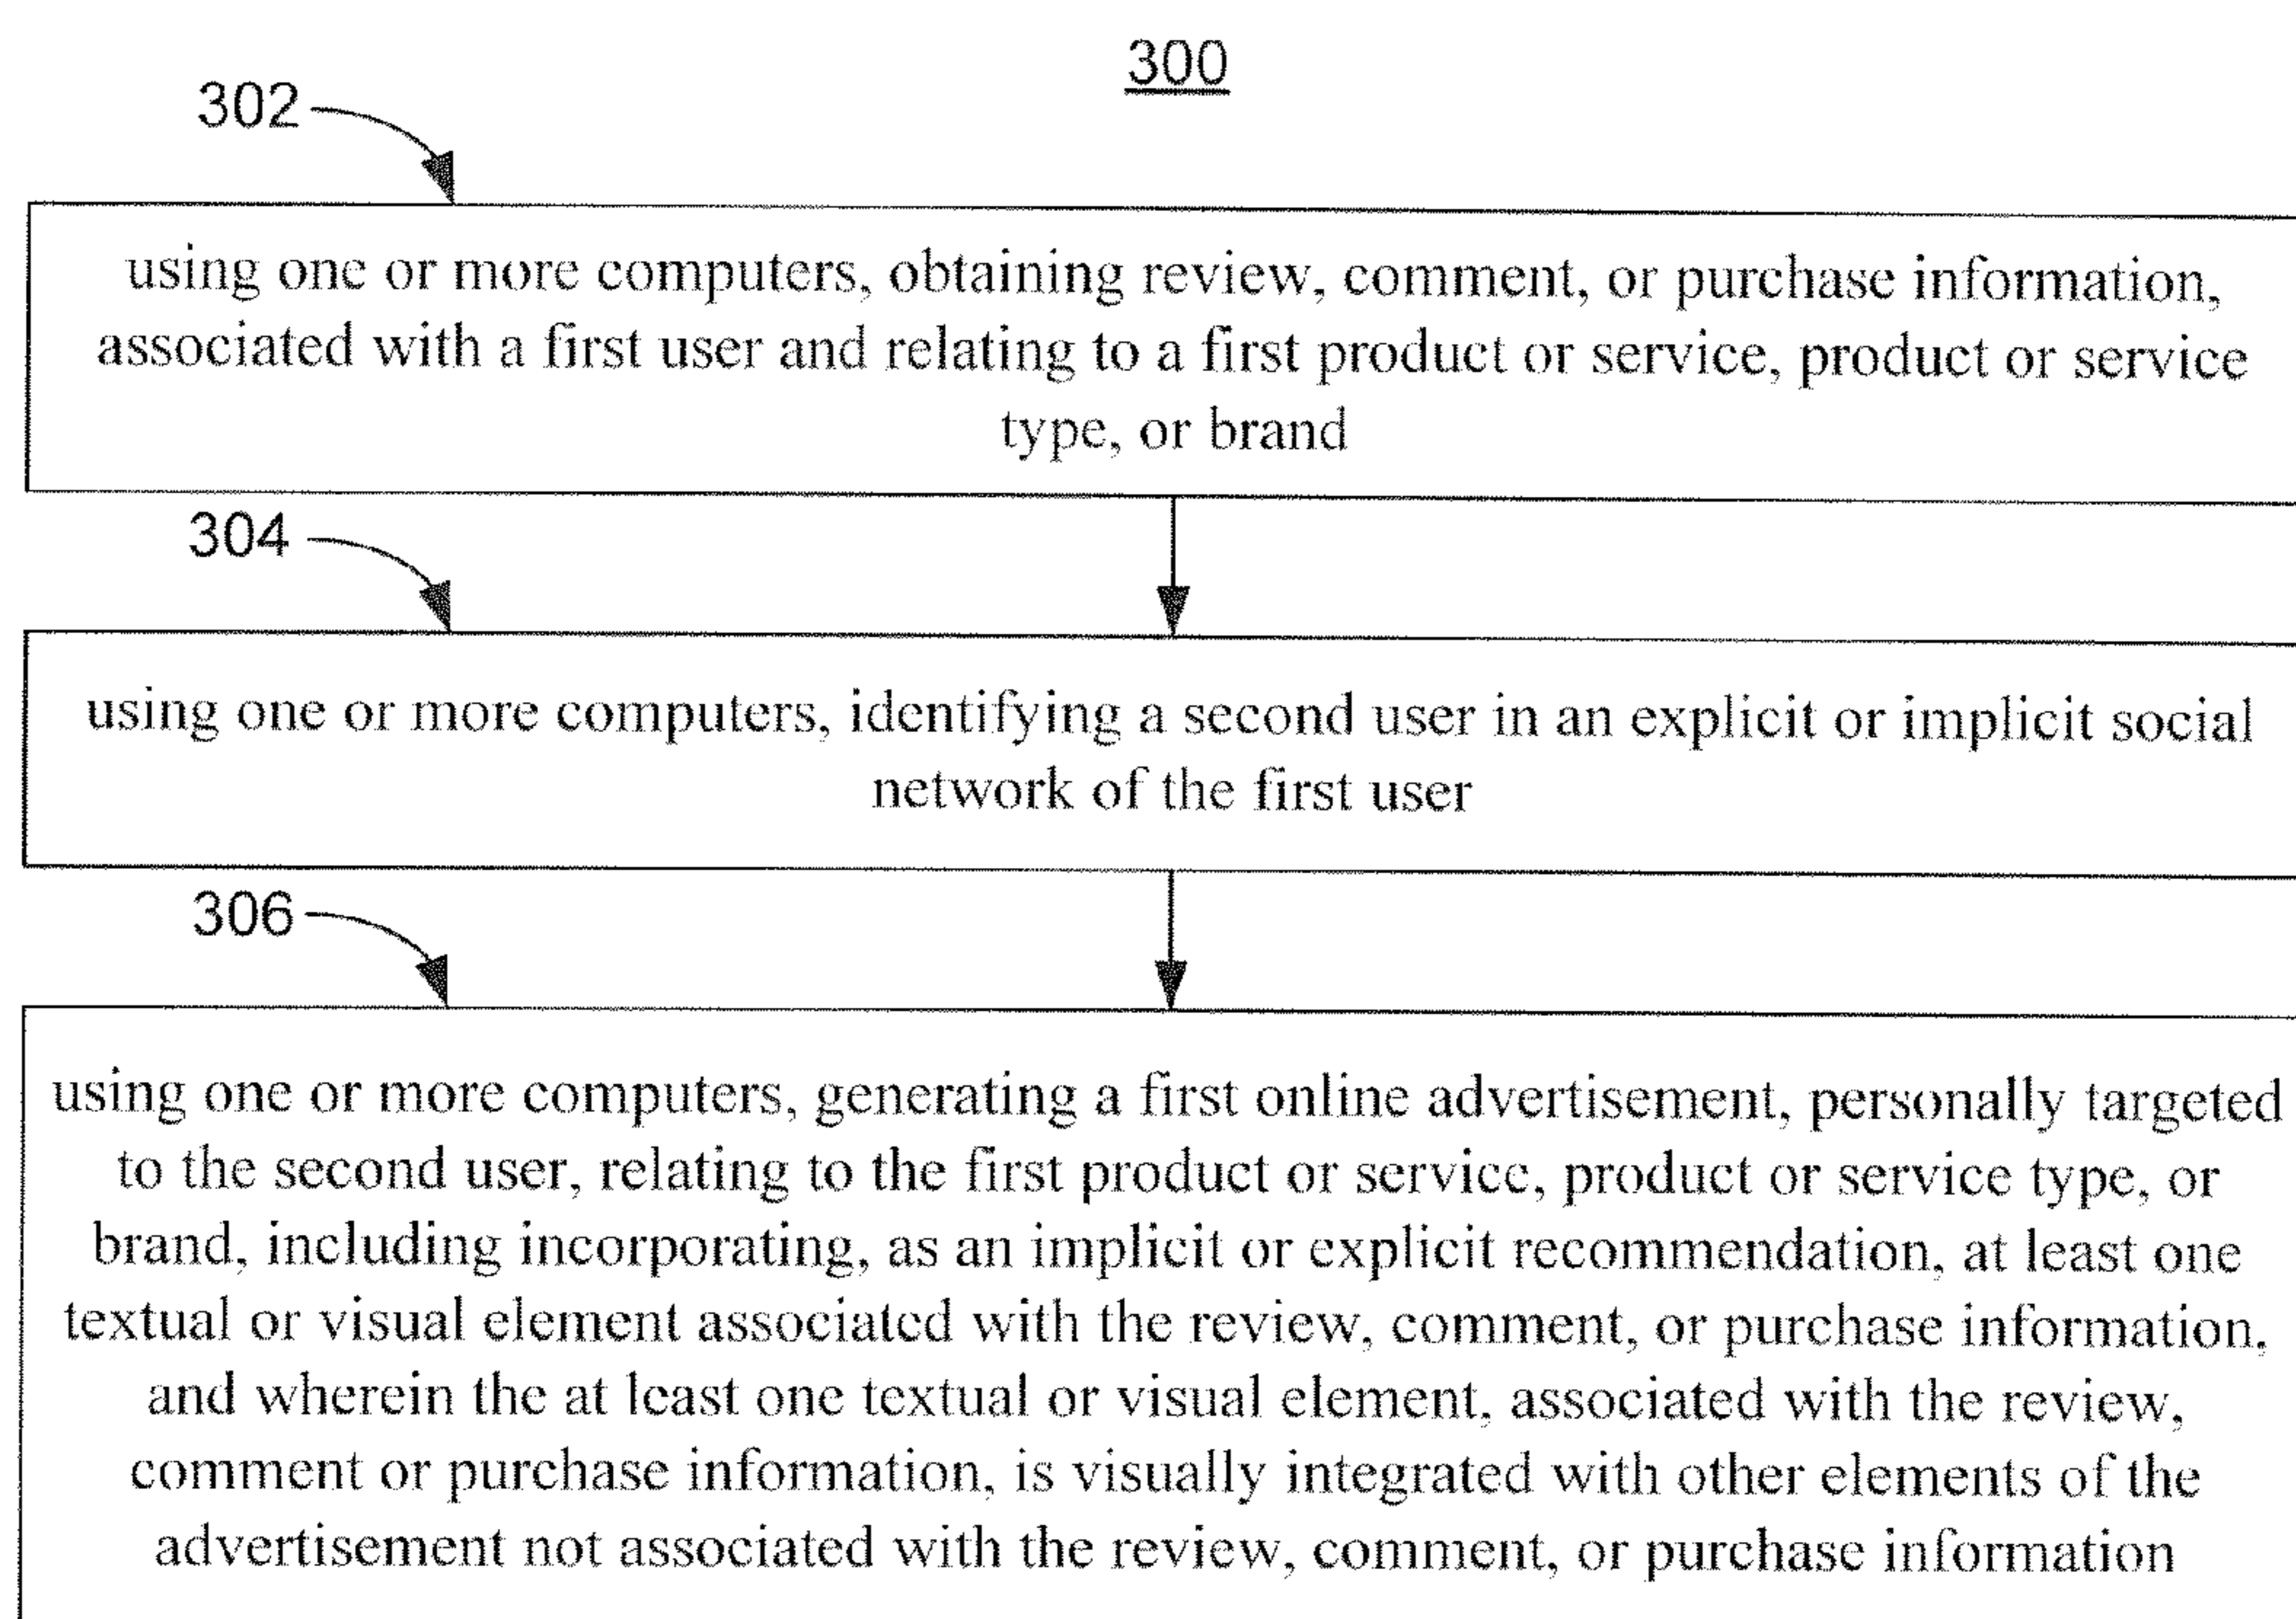 300
302
using one or more computers, obtaining review, comment, or purchase information,
associated with a first user and relating to a first product or service, product or service
type, or brand
304
using one or more computers, identifying a second user in an explicit or implicit social
network of the first user
306
using one or more computers, generating a first online advertisement, personally targeted
to the second user, relating to the first product or service, product or service type, or
brand, including incorporating, as an implicit or explicit recommendation, at least one
textual or visual element associated with the review, comment, or purchase information,
and wherein the at least one textual or visual element, associated with the review,
comment or purchase information, is visually integrated with other elements of the
advertisement not associated with the review, comment, or purchase information